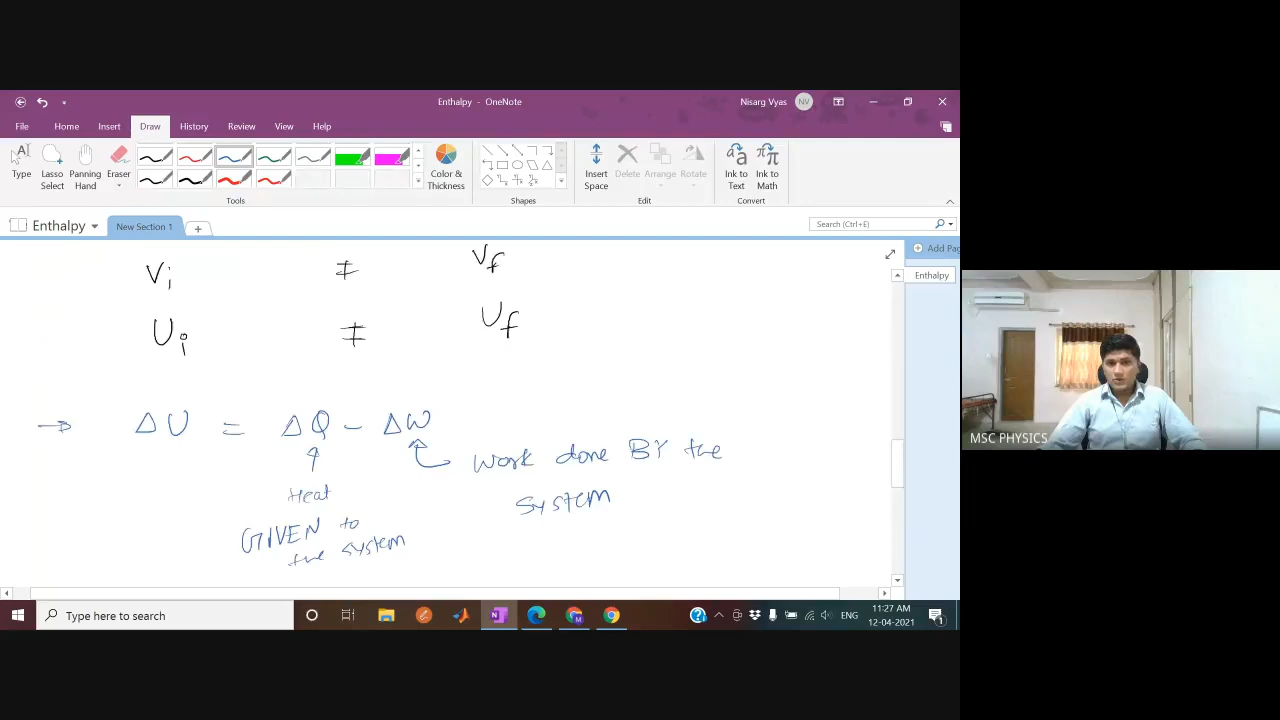 Enthalpy - OneNote
Nisarg Vyas NV
File Home Insert Draw History Review View Help
Type Lasso Select Panning Hand Eraser Color & Thickness Insert Space Delete Arrange Rotate Ink to Text Ink to Math
Tools Shapes Edit Convert
Enthalpy New Section 1 Search (Ctrl+E)
Add Pag
Enthalpy
Vi ≠ Vf
Ui ≠ Uf
→ ΔU = ΔQ - ΔW
Work done BY the
system
Heat
GIVEN to
the system
MSC PHYSICS
Type here to search
ENG
11:27 AM
12-04-2021
1